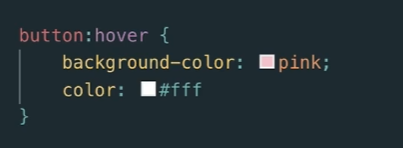 button:hover {
    background-color: pink;
    color: #fff
}